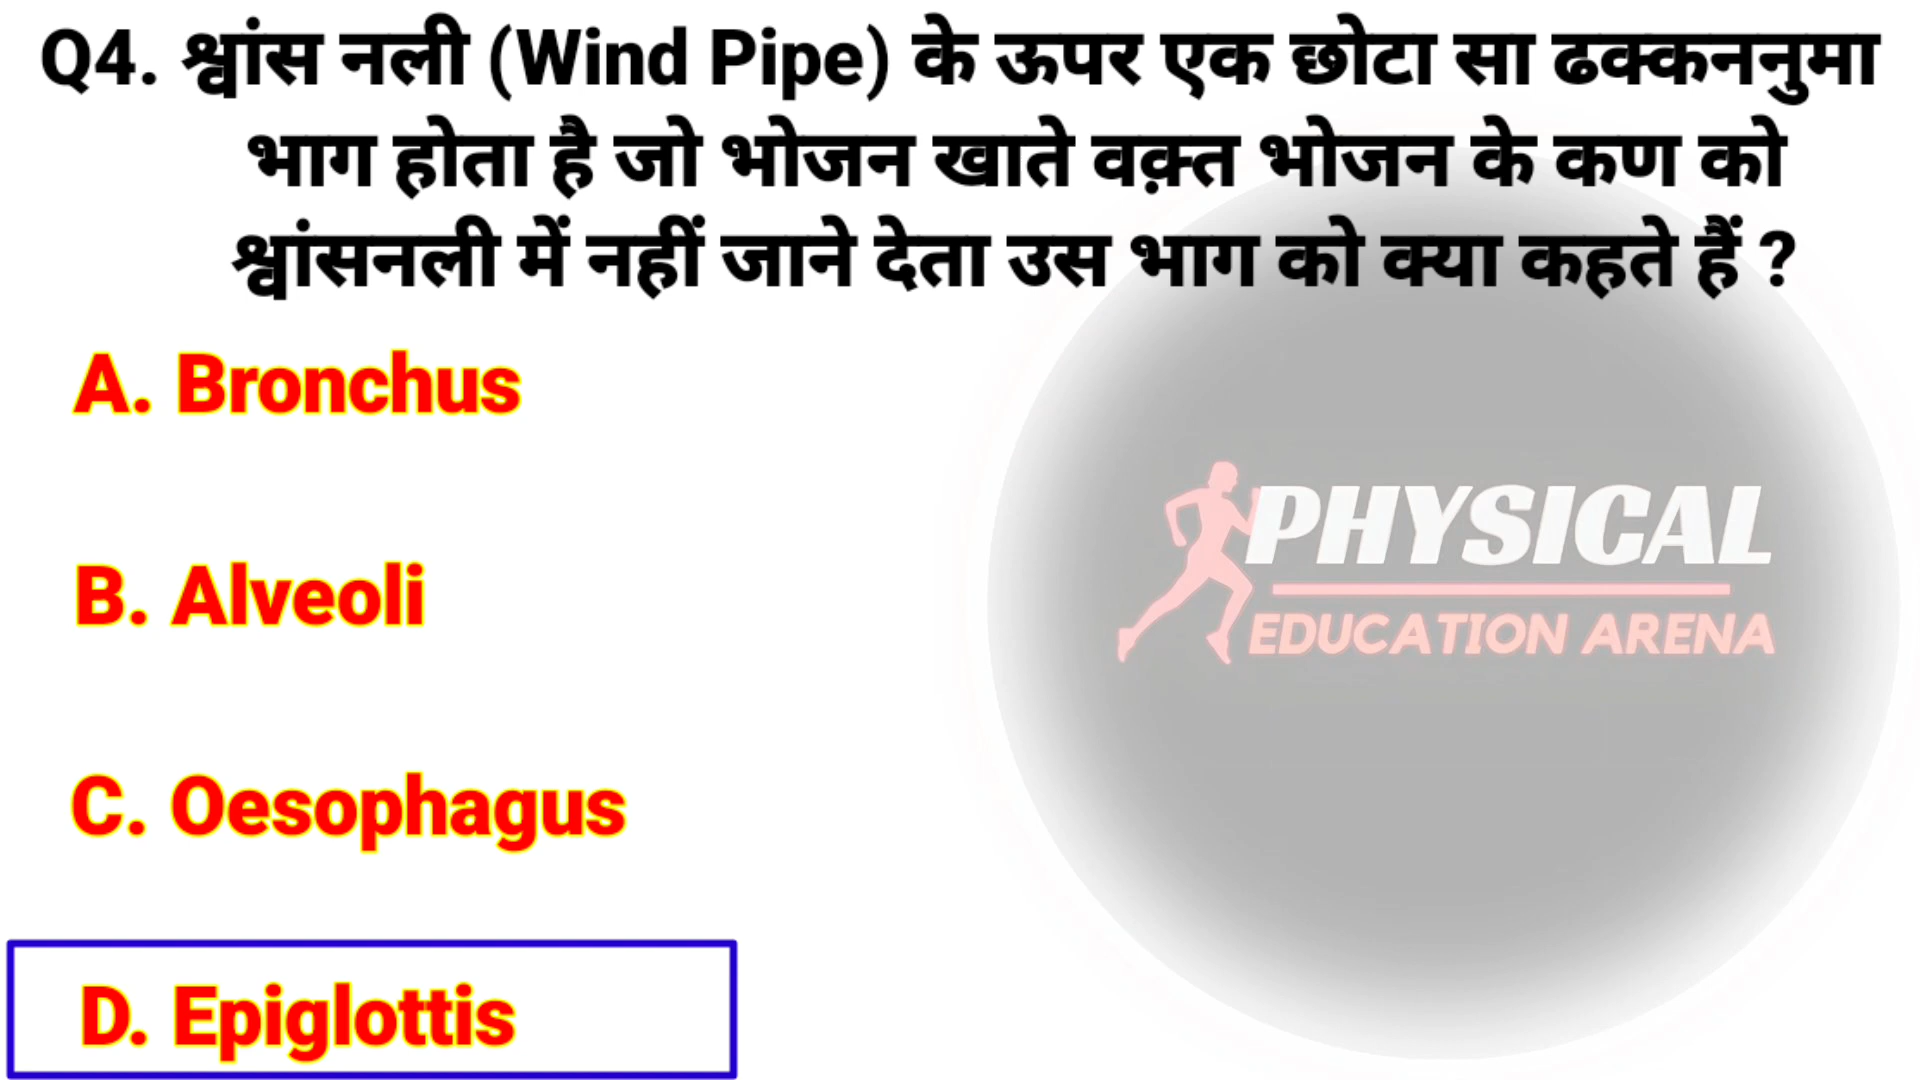 Q4. श्वांस नली (Wind Pipe) के ऊपर एक छोटा सा ढक्कननुमा
भाग होता है जो भोजन खाते वक़्त भोजन के कण को
श्वांसनली में नहीं जाने देता उस भाग को क्या कहते हैं ?
A. Bronchus
B. Alveoli
C. Oesophagus
D. Epiglottis
PHYSICAL
EDUCATION ARENA